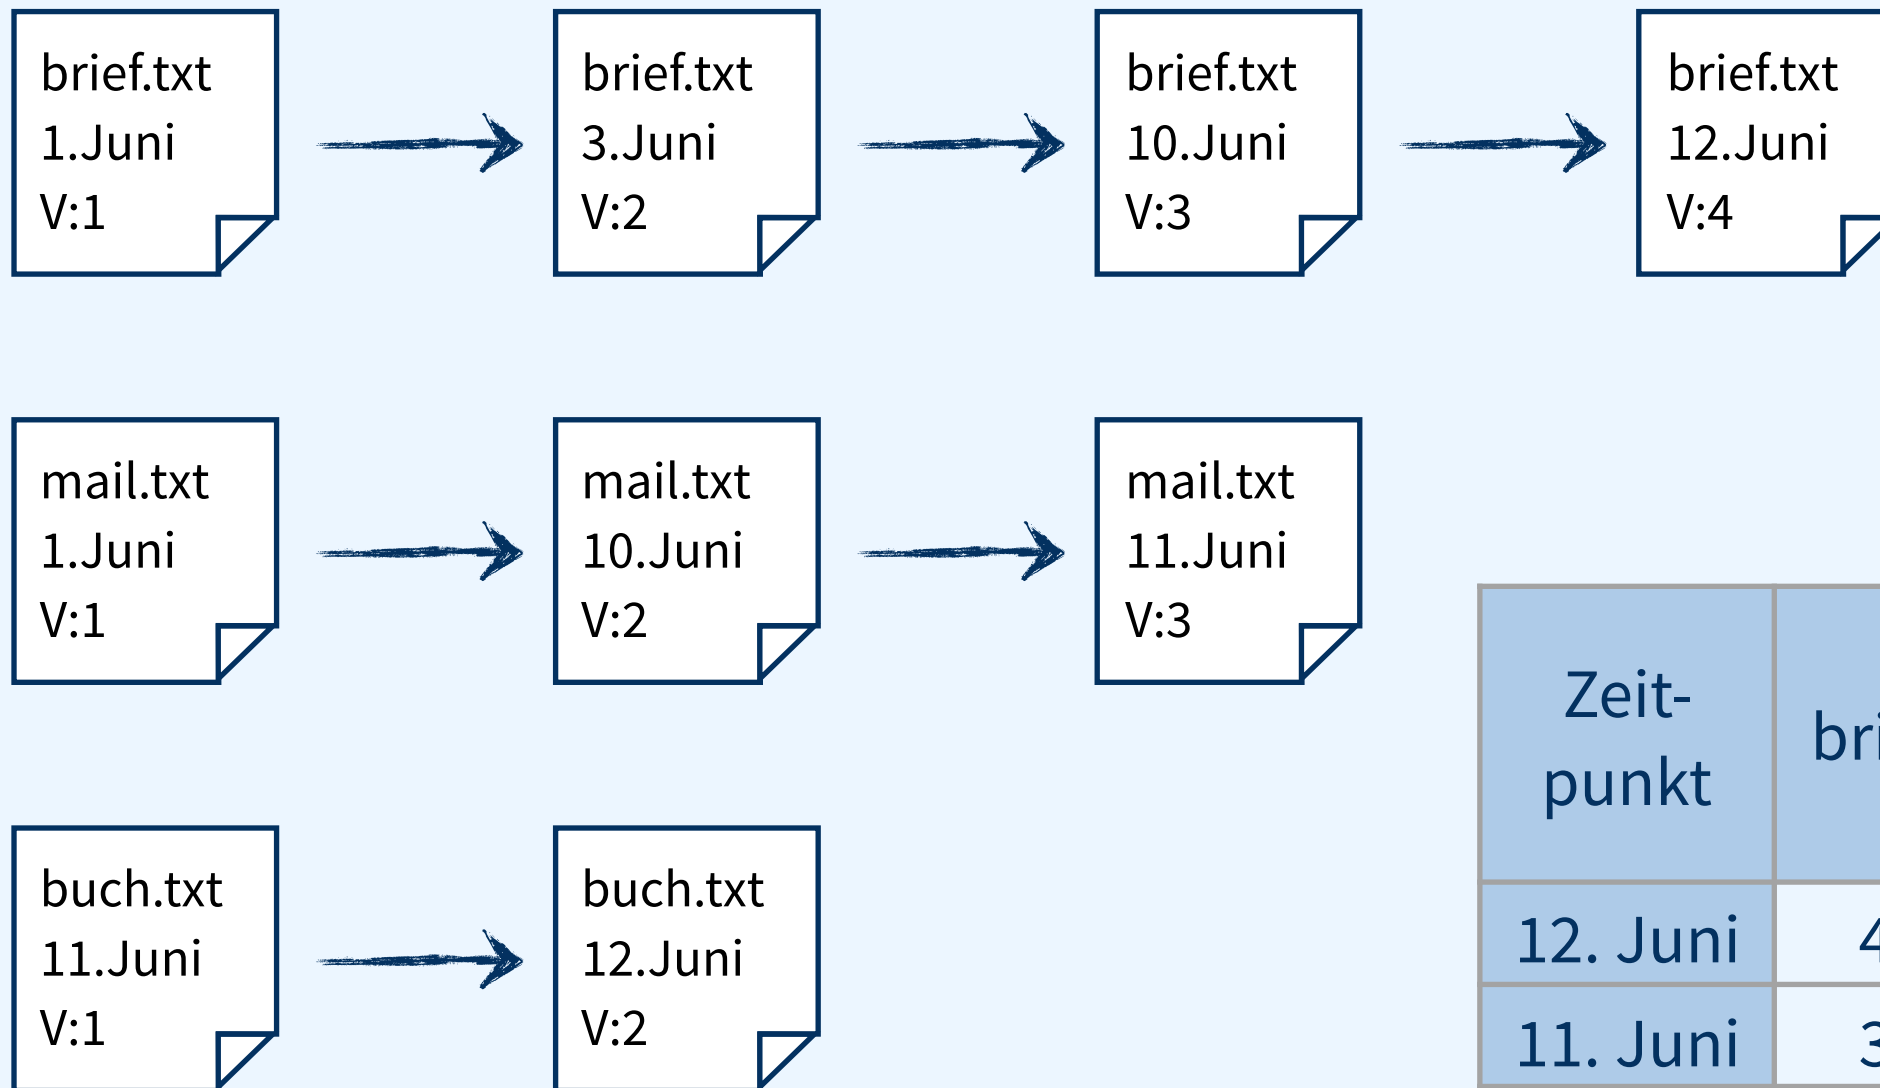 brief.txt
1.Juni
V:1
brief.txt
3.Juni
V:2
brief.txt
10.Juni
V:3
brief.txt
12.Juni
V:4
mail.txt
1.Juni
V:1
mail.txt
10.Juni
V:2
mail.txt
11.Juni
V:3
buch.txt
11.Juni
V:1
buch.txt
12.Juni
V:2
Zeit-
punkt
12. Juni
11. Juni